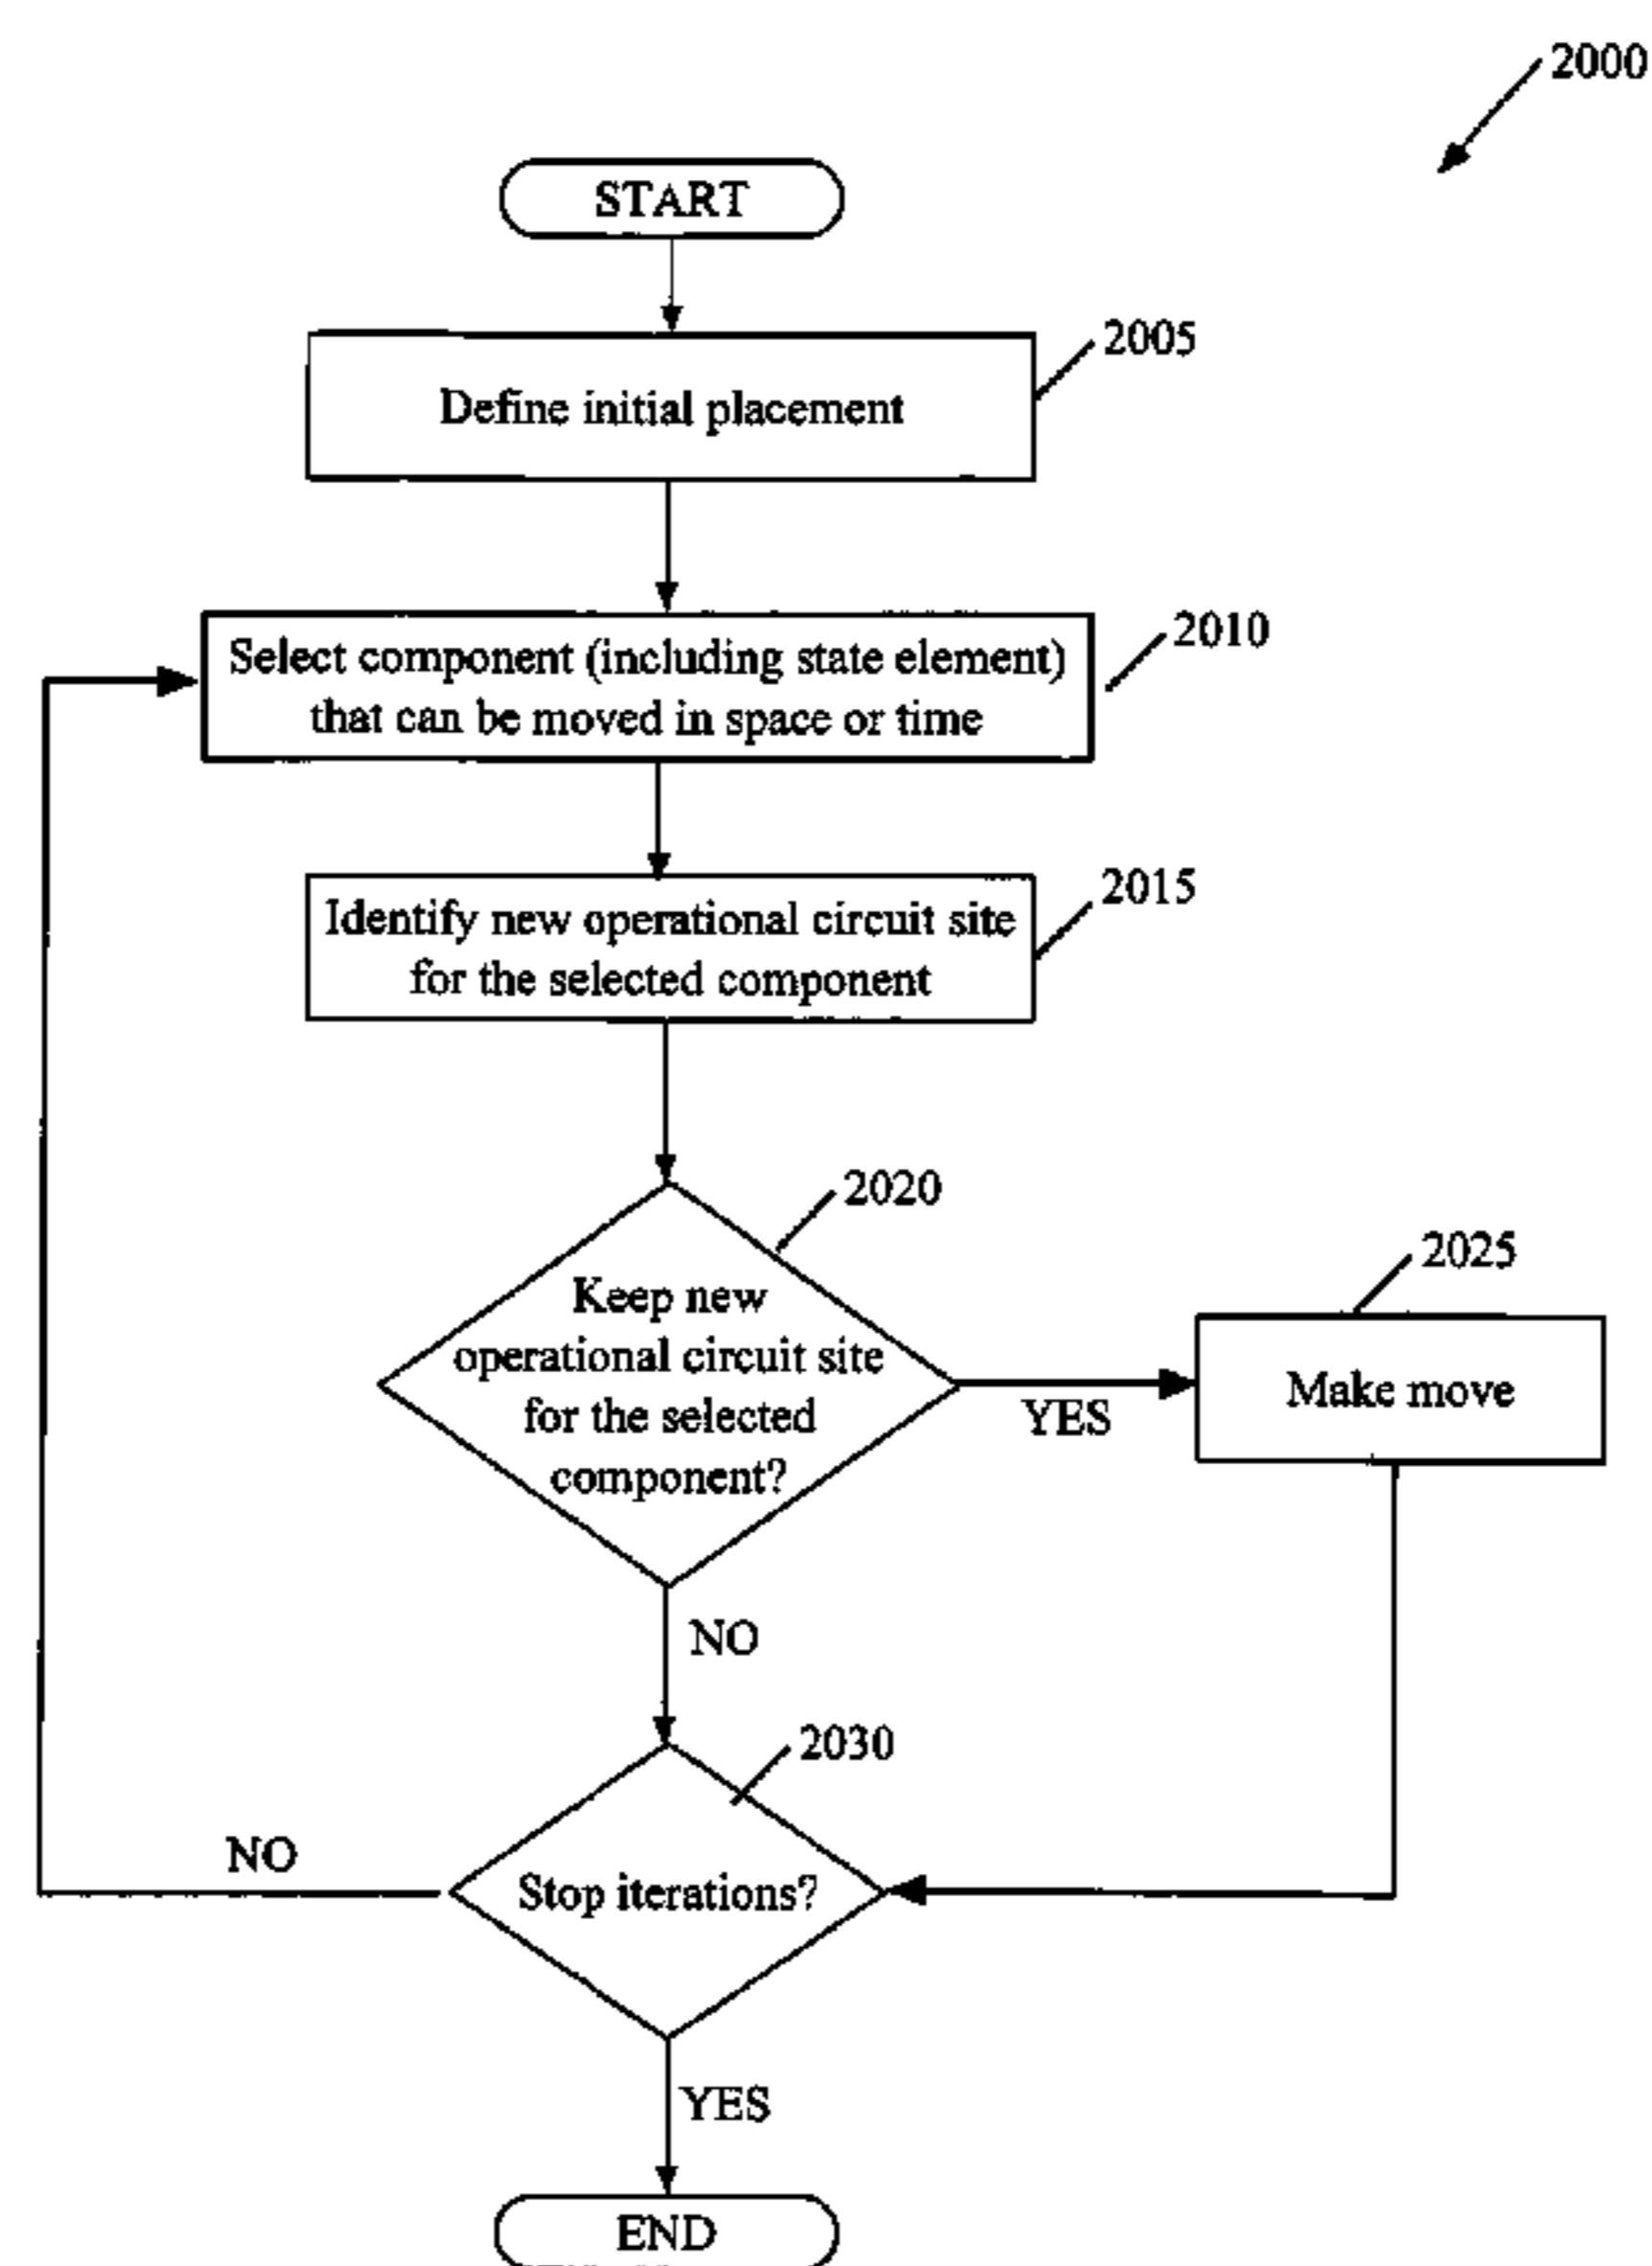 2000
START
2005
Define initial placement
2010
Select component (including state element)
that can be moved in space or time
2015
Identify new operational circuit site
for the selected component
2020
Keep new
operational circuit site
for the selected
component?
YES
2025
Make move
NO
2030
Stop iterations?
NO
YES
END